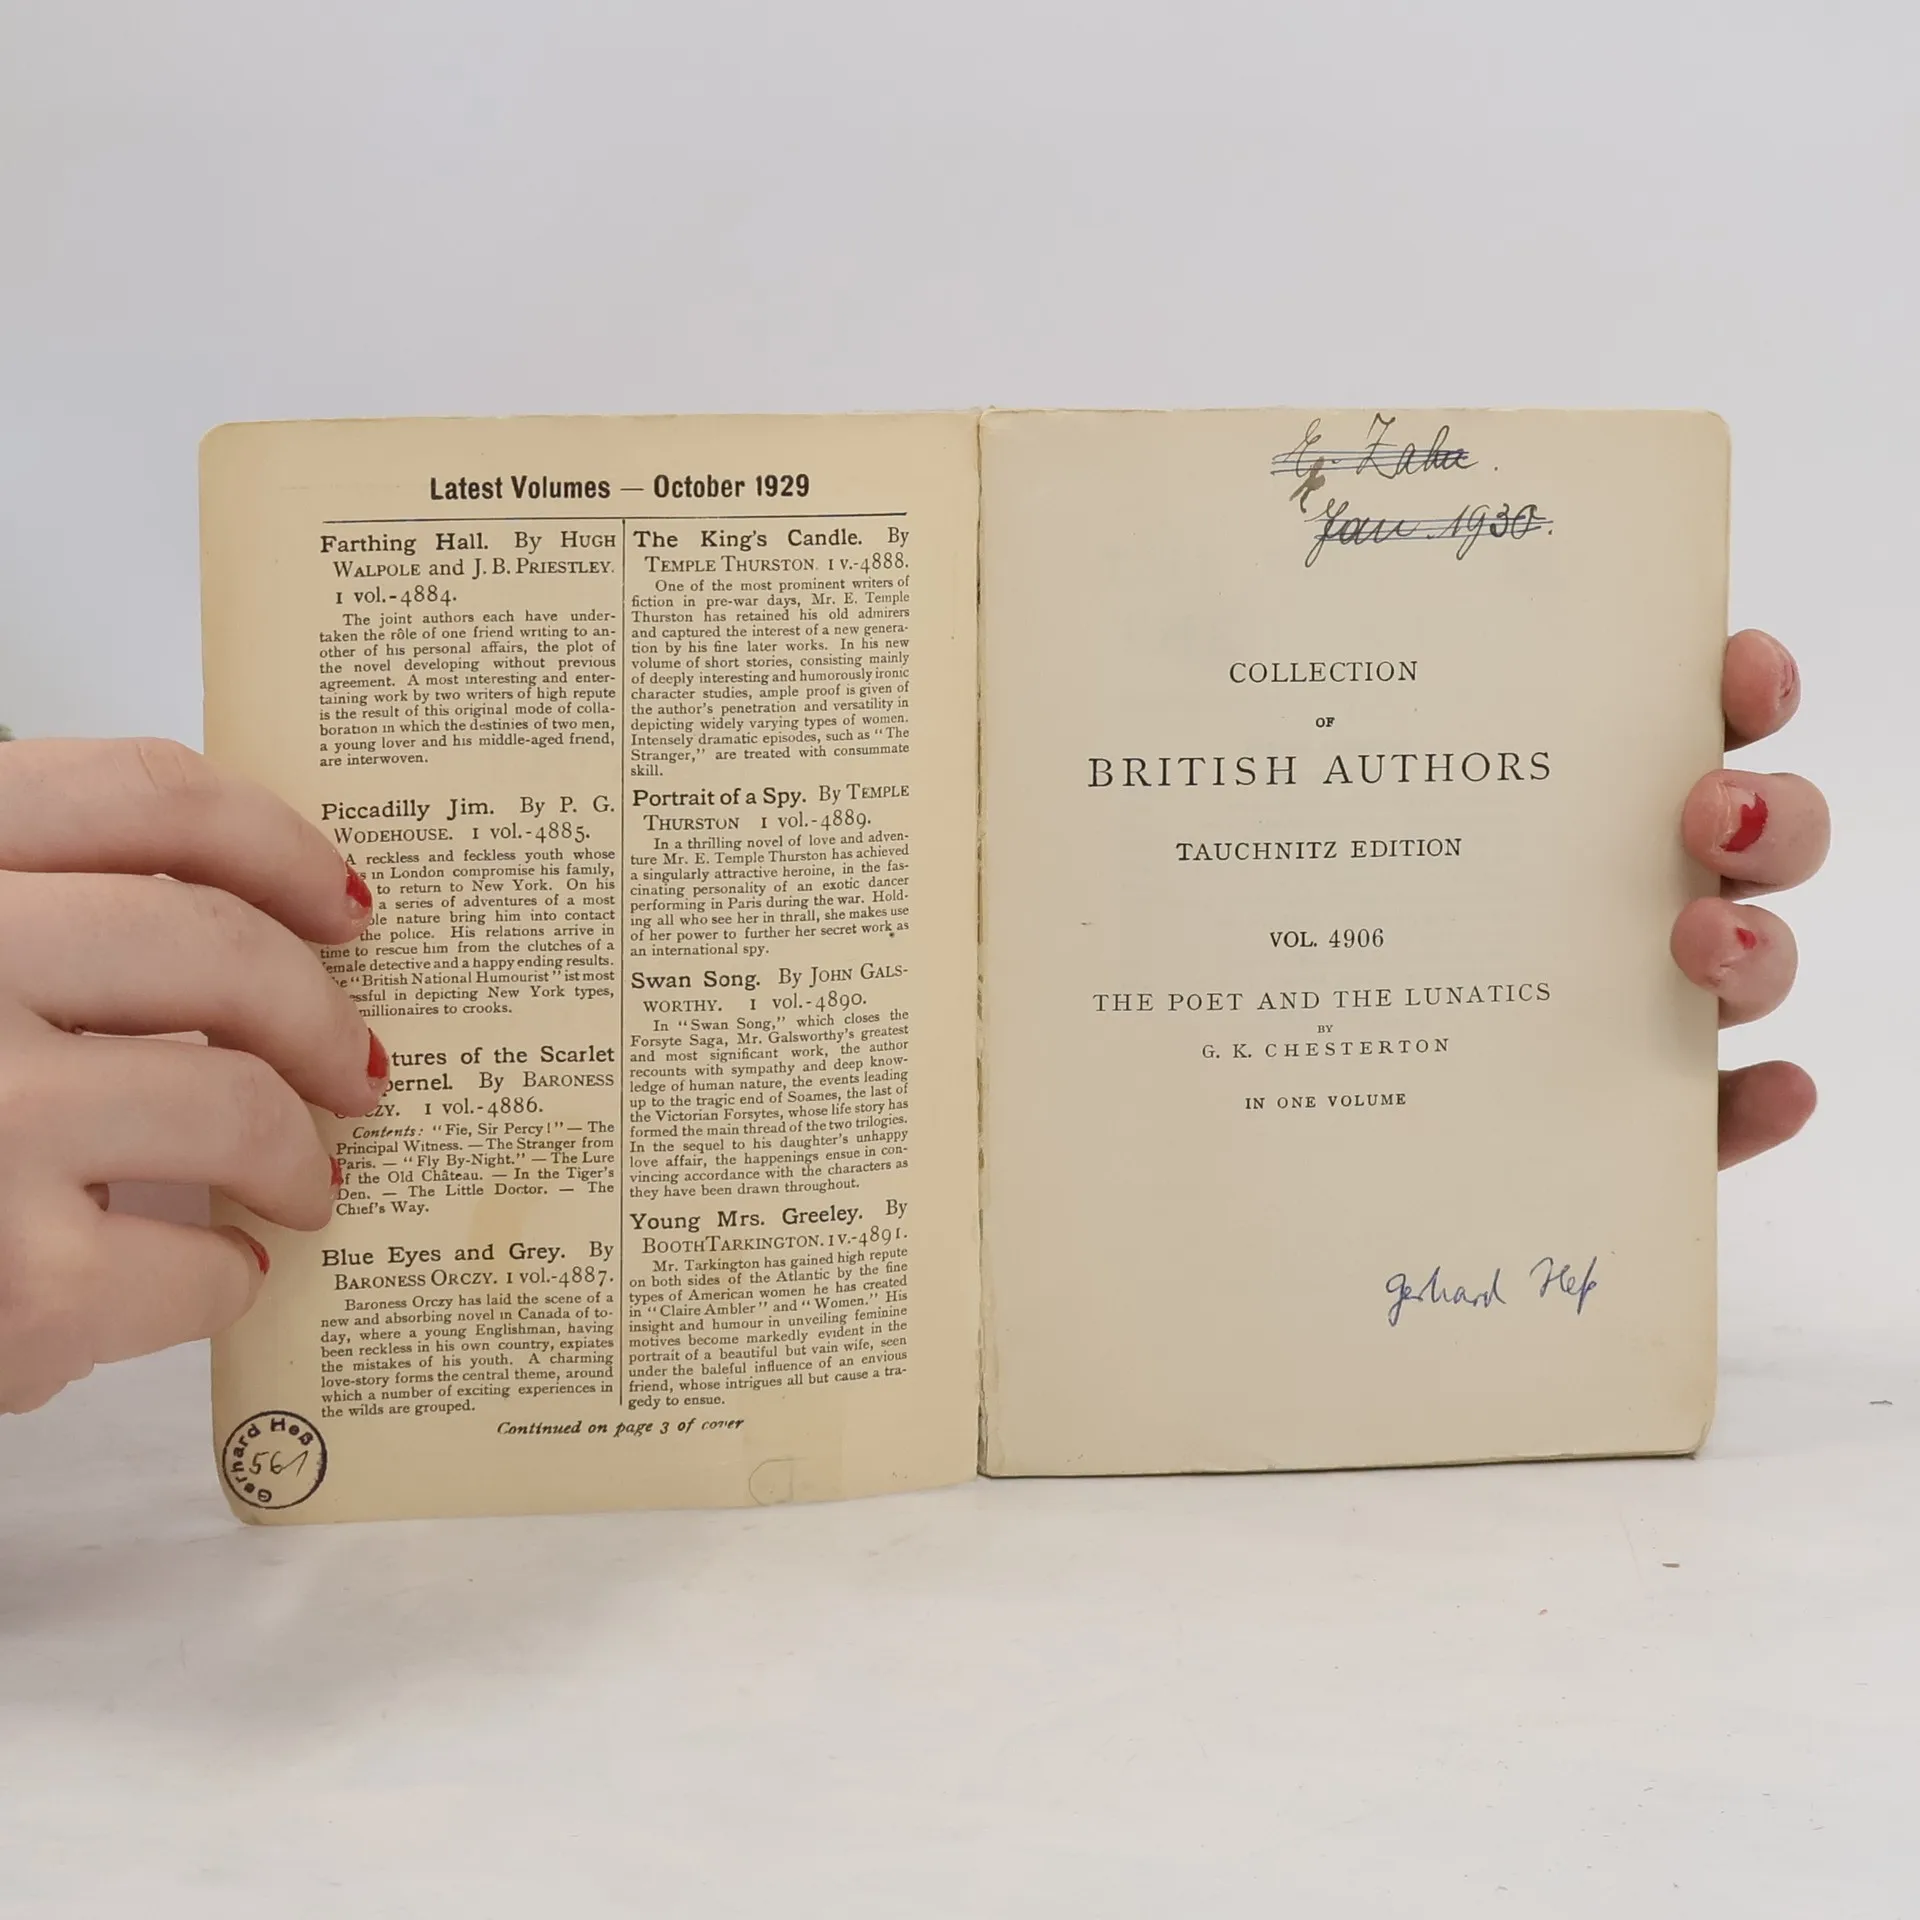 Latest Volumes — October 1929
Farthing Hall. By HUGH
WALPOLE and J. B. PRIESTLEY.
1 vol.-4884.
The joint authors each have under-
taken the rôle of one friend writing to an-
other of his personal affairs, the plot of
the novel developing without previous
agreement. A most interesting and enter-
taining work by two writers of high repute
is the result of this original mode of colla-
boration in which the destinies of two men,
a young lover and his middle-aged friend,
are interwoven.
Piccadilly Jim. By P. G.
WODEHOUSE. 1 vol.-4885.
A reckless and feckless youth whose
in London compromise his family,
to return to New York. On his
a series of adventures of a most
nature bring him into contact
the police. His relations arrive in
time to rescue him from the clutches of a
female detective and a happy ending results.
"British National Humourist" ist most
in depicting New York types,
millionaires to crooks.
of the Scarlet
By BARONESS
1 vol.-4886.
Contents: "Fie, Sir Percy!" — The
Principal Witness. — The Stranger from
Paris. — "Fly By-Night." — The Lure
of the Old Château. — In the Tiger's
Den. — The Little Doctor. — The
Chief's Way.
Blue Eyes and Grey. By
BARONESS ORCZY. 1 vol.-4887.
Baroness Orczy has laid the scene of a
new and absorbing novel in Canada of to-
day, where a young Englishman, having
been reckless in his own country, expiates
the mistakes of his youth. A charming
love-story forms the central theme, around
which a number of exciting experiences in
the wilds are grouped.
The King's Candle. By
TEMPLE THURSTON. 1 v.-4888.
One of the most prominent writers of
fiction in pre-war days, Mr. E. Temple
Thurston has retained his old admirers
and captured the interest of a new genera-
tion by his fine later works. In his new
volume of short stories, consisting mainly
of deeply interesting and humorously ironic
character studies, ample proof is given of
the author's penetration and versatility in
depicting widely varying types of women.
Intensely dramatic episodes, such as "The
Stranger," are treated with consummate
skill.
Portrait of a Spy. By TEMPLE
THURSTON 1 vol.-4889.
In a thrilling novel of love and adven-
ture Mr. E. Temple Thurston has achieved
a singularly attractive heroine, in the fas-
cinating personality of an exotic dancer
performing in Paris during the war. Hold-
ing all who see her in thrall, she makes use
of her power to further her secret work as
an international spy.
Swan Song. By JOHN GALS-
WORTHY. 1 vol.-4890.
In "Swan Song," which closes the
Forsyte Saga, Mr. Galsworthy's greatest
and most significant work, the author
recounts with sympathy and deep know-
ledge of human nature, the events leading
up to the tragic end of Soames, the last of
the Victorian Forsytes, whose life story has
formed the main thread of the two trilogies.
In the sequel to his daughter's unhappy
love affair, the happenings ensue in con-
vincing accordance with the characters as
they have been drawn throughout.
Young Mrs. Greeley. By
BOOTH TARKINGTON. 1 v.-4891.
Mr. Tarkington has gained high repute
on both sides of the Atlantic by the fine
types of American women he has created
in "Claire Ambler" and "Women." His
insight and humour in unveiling feminine
motives become markedly evident in the
portrait of a beautiful but vain wife, seen
under the baleful influence of an envious
friend, whose intrigues all but cause a tra-
gedy to ensue.
Continued on page 3 of cover
Gerhard Heß
561
Jan. 1930.
COLLECTION
OF
BRITISH AUTHORS
TAUCHNITZ EDITION
VOL. 4906
THE POET AND THE LUNATICS
BY
G. K. CHESTERTON
IN ONE VOLUME
Gerhard Heß